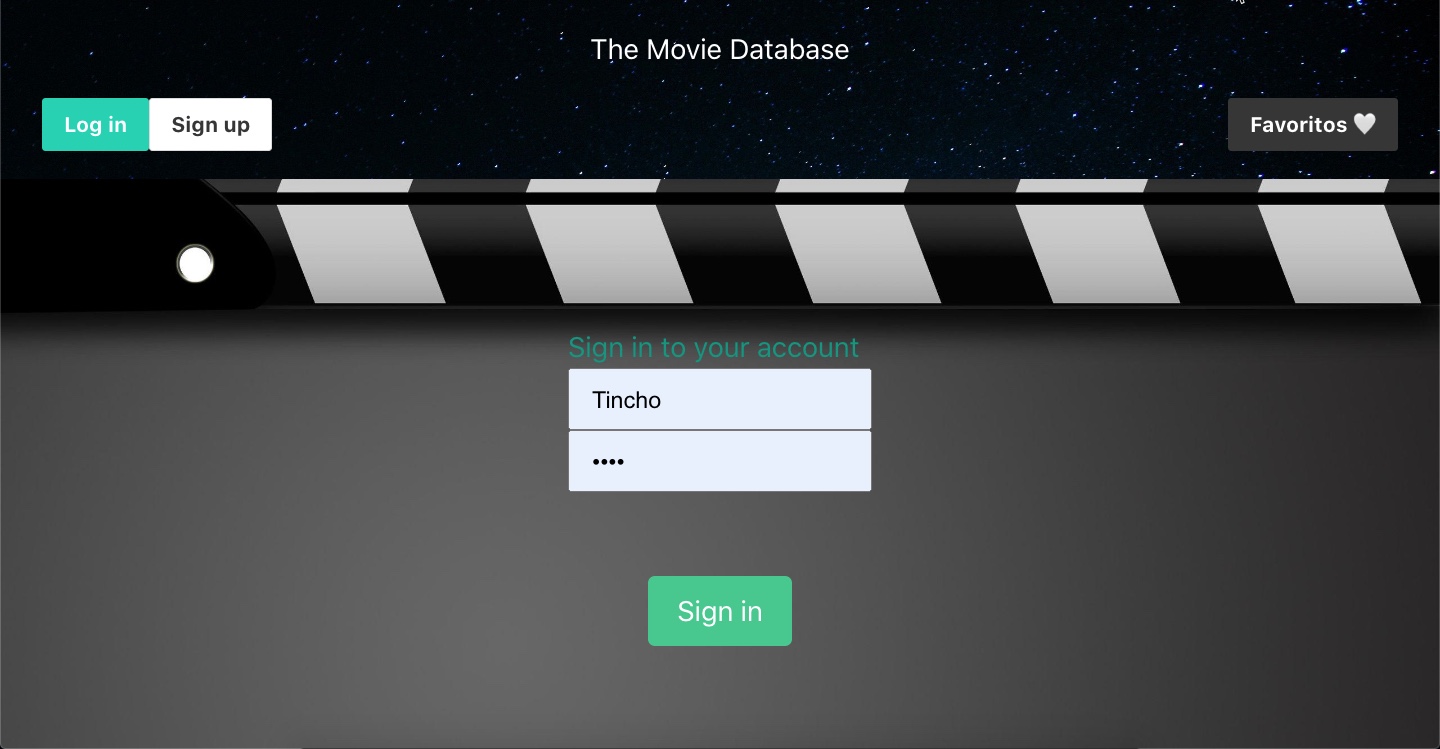 The Movie Database
Log in Sign up Favoritos 🤍
Sign in to your account
Tincho
••••
Sign in